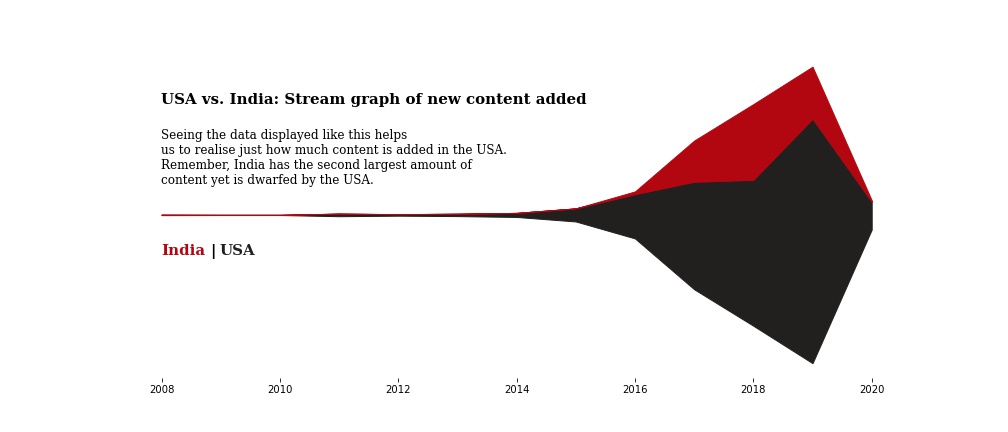 USA vs. India: Stream graph of new content added
Seeing the data displayed like this helps
us to realise just how much content is added in the USA.
Remember, India has the second largest amount of
content yet is dwarfed by the USA.
India | USA
2008 2010 2012 2014 2016 2018 2020